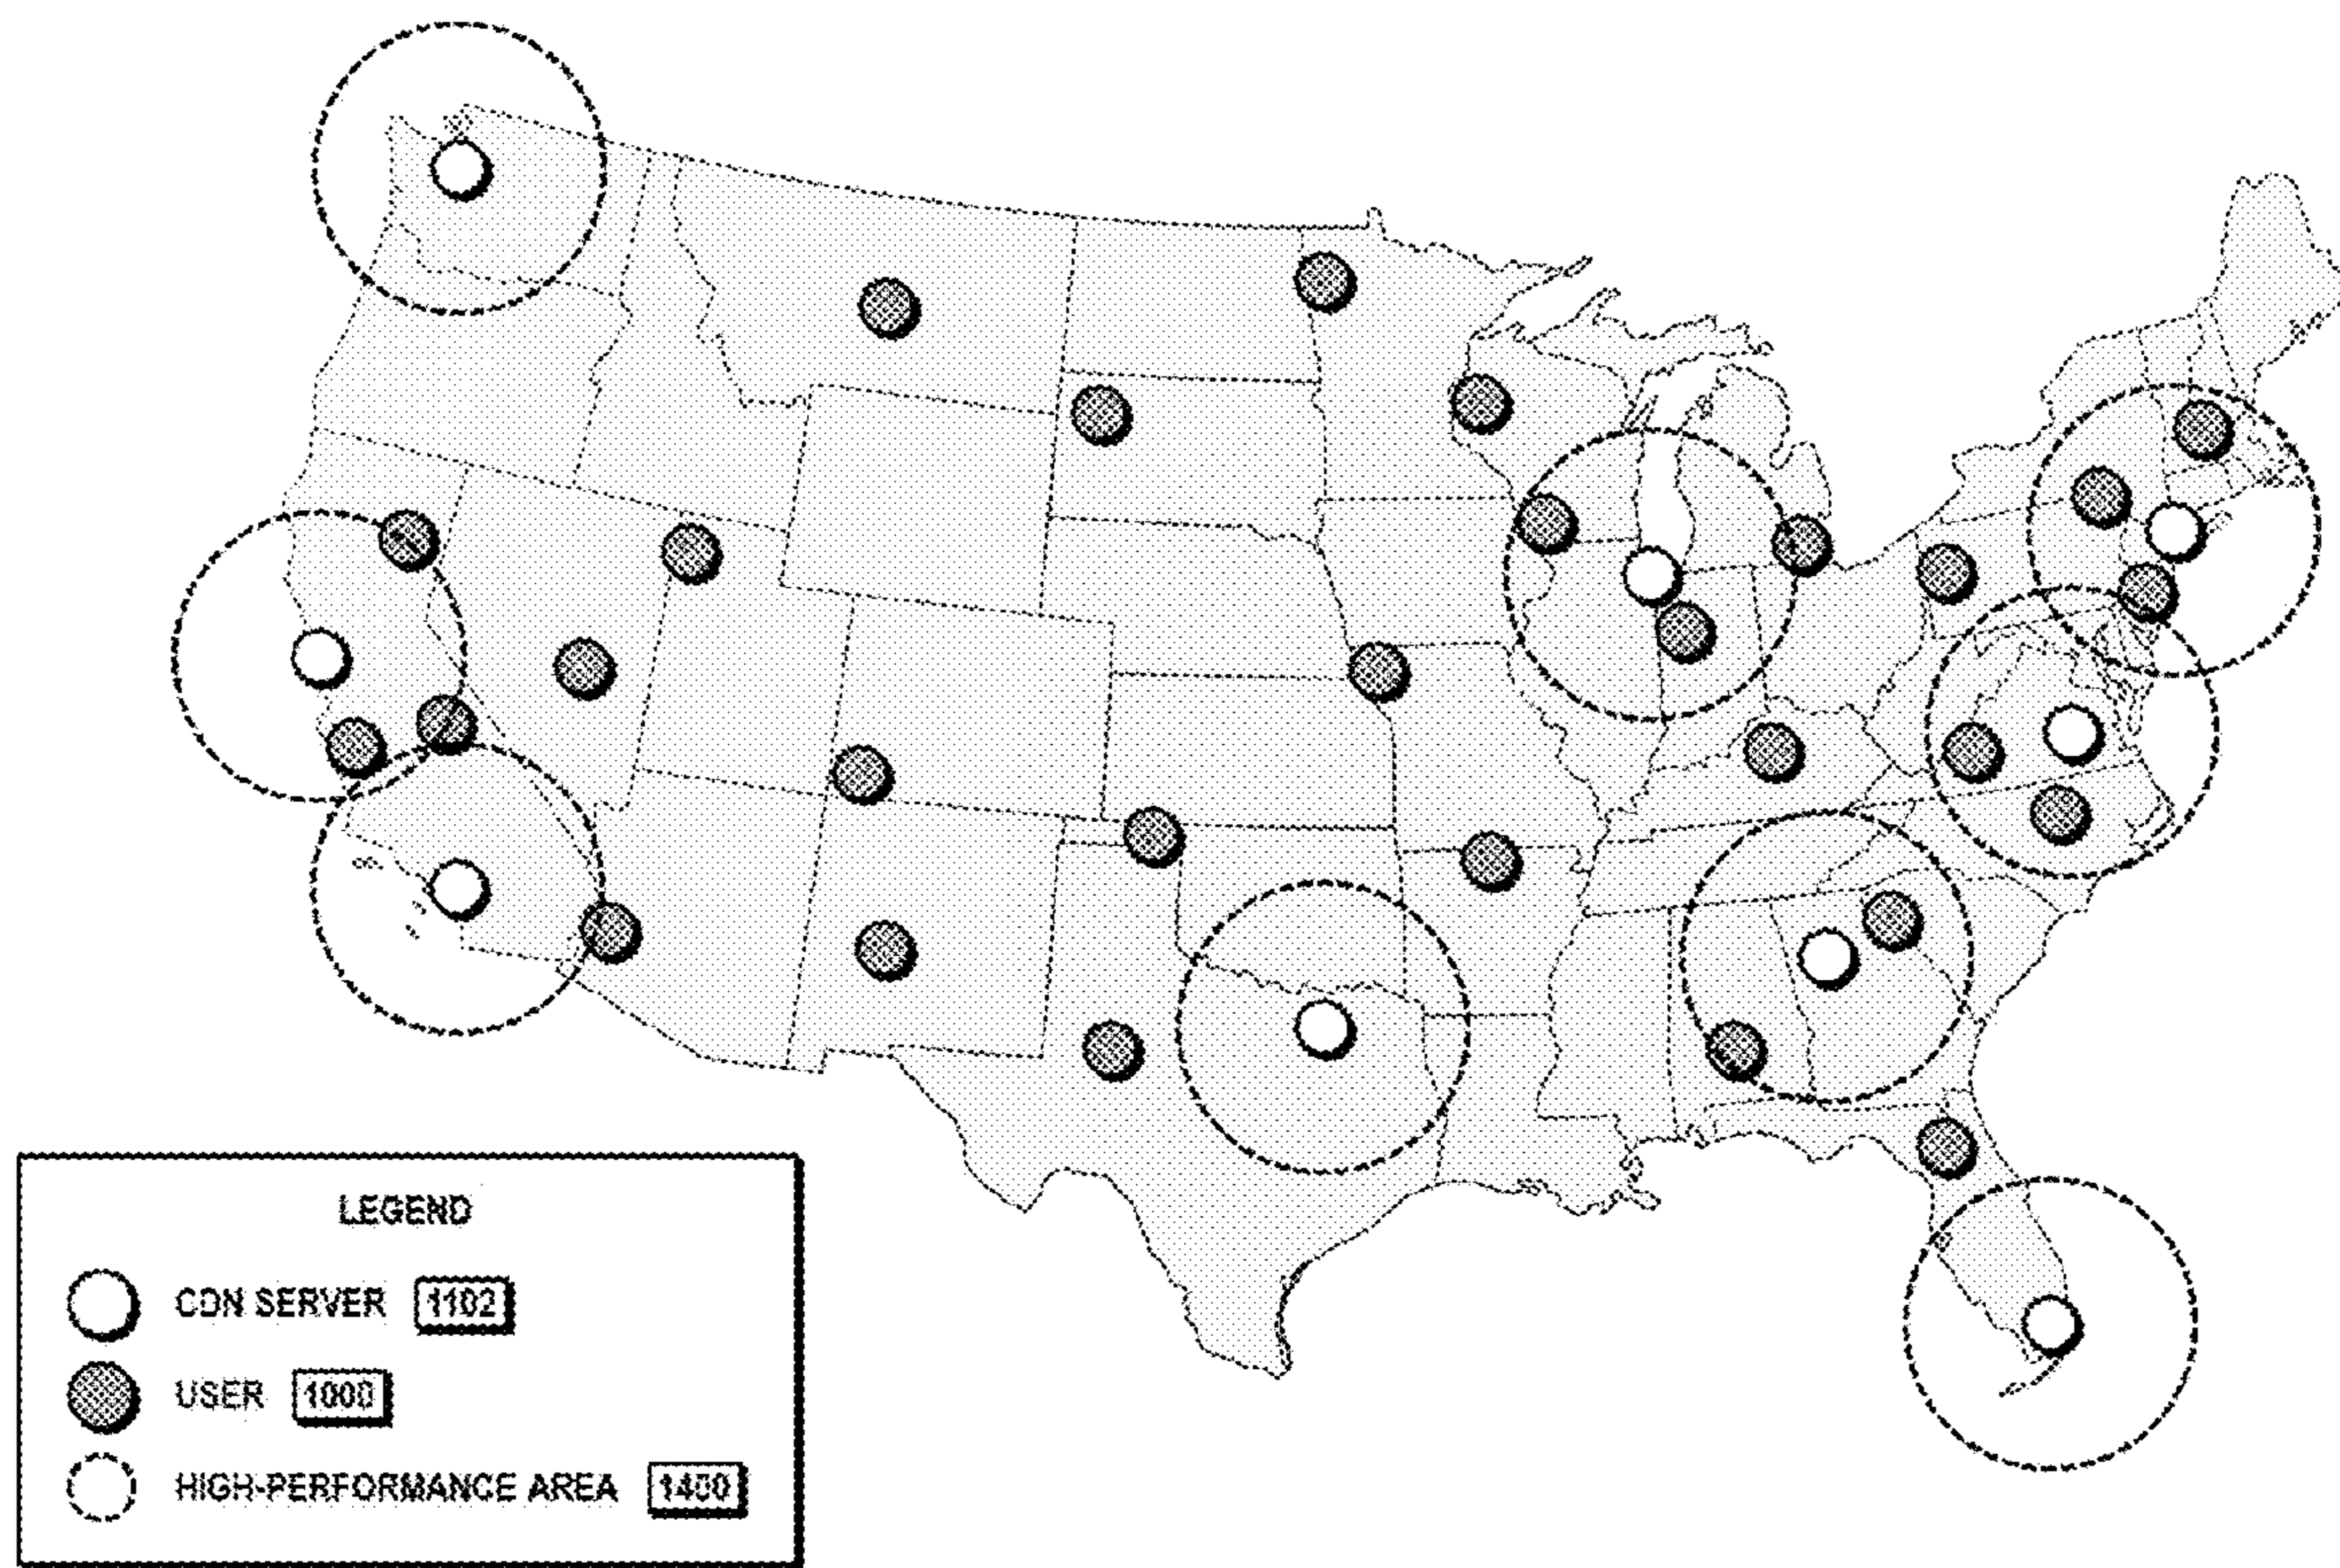 LEGEND
CDN SERVER 1102
USER 1000
HIGH-PERFORMANCE AREA 1400